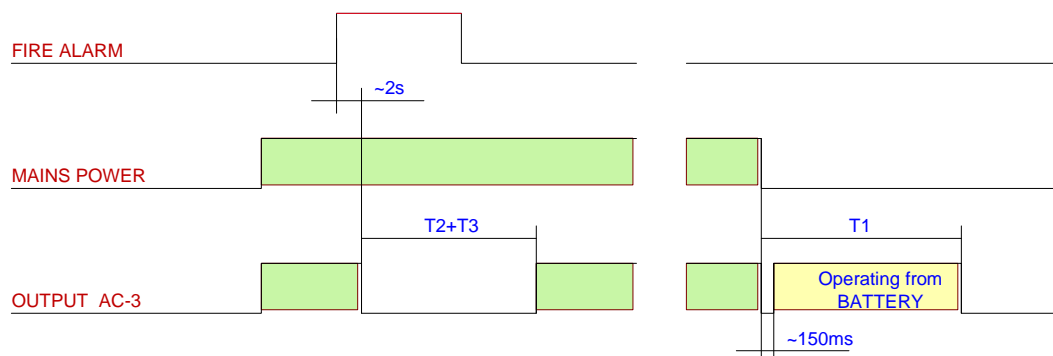 FIRE ALARM
~2s
MAINS POWER
T2+T3
T1
OUTPUT AC-3
Operating from
BATTERY
~150ms